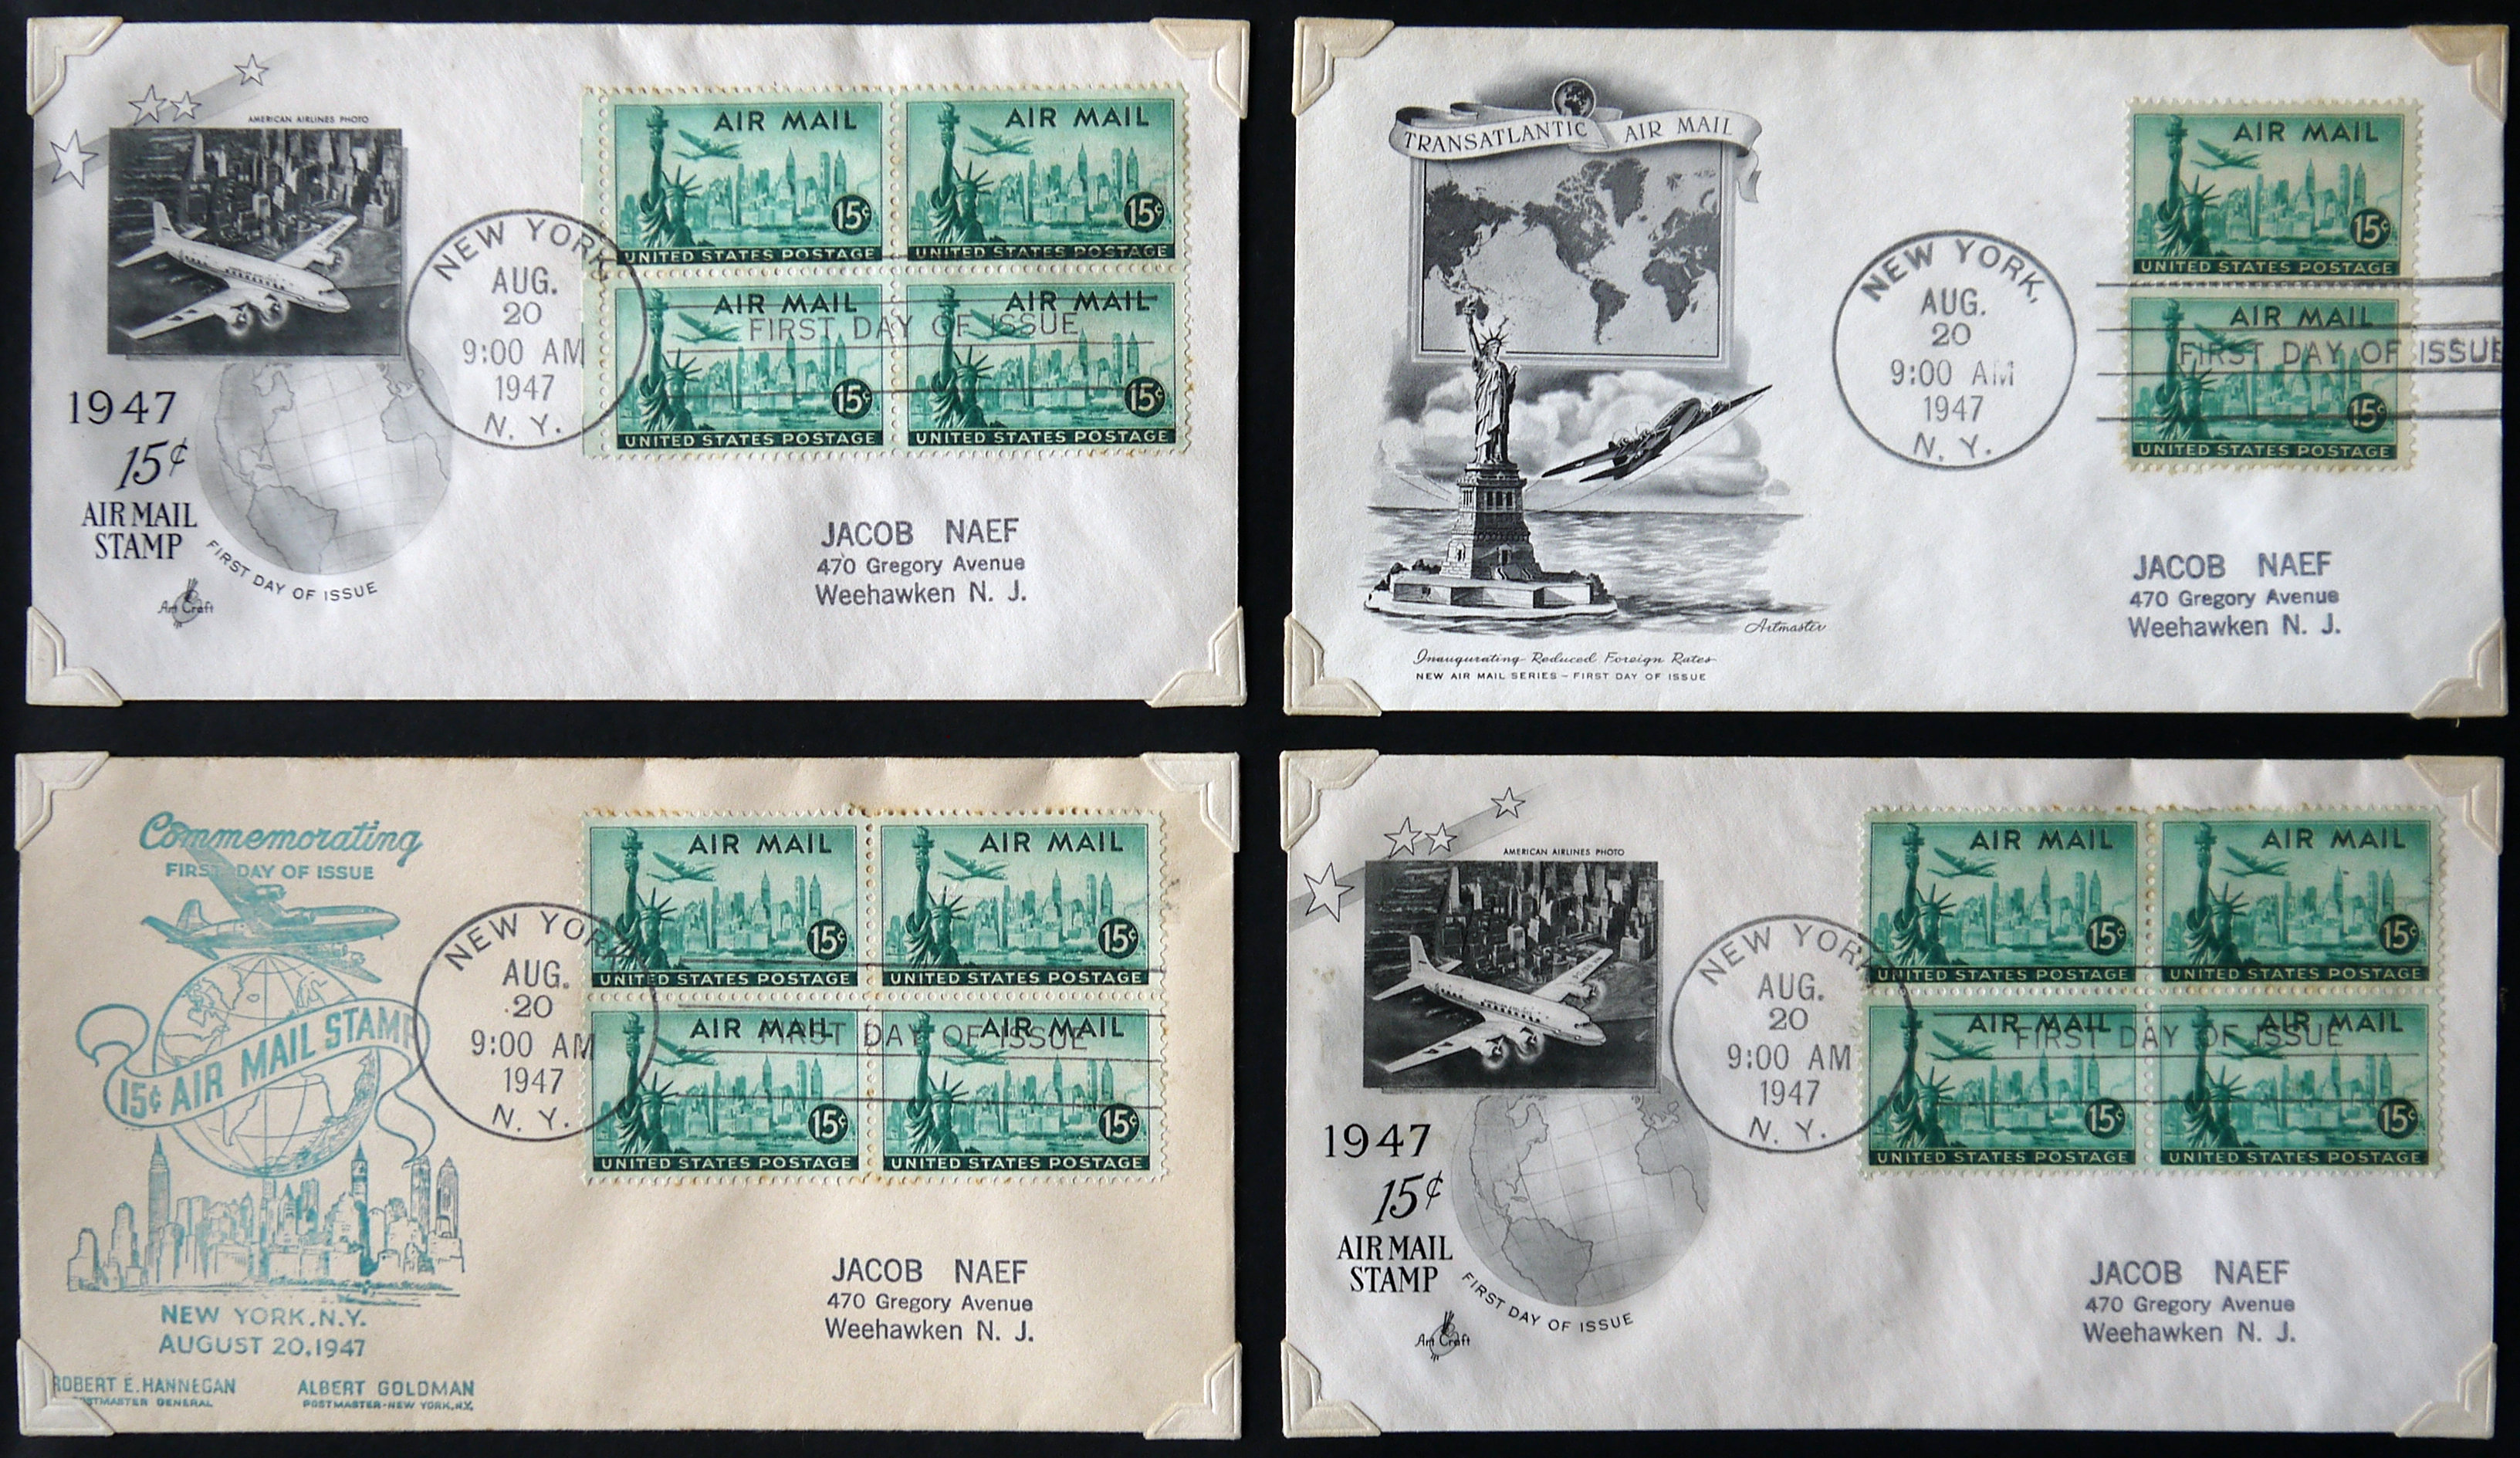 AMERICAN AIRLINES PHOTO
1947
15¢
AIR MAIL
STAMP
FIRST DAY OF ISSUE
Art Craft
NEW YORK
AUG.
20
9:00 AM
1947
N. Y.
AIR MAIL
15¢
UNITED STATES POSTAGE
AIR MAIL
15¢
UNITED STATES POSTAGE
AIR MAIL
15¢
UNITED STATES POSTAGE
AIR MAIL
15¢
UNITED STATES POSTAGE
FIRST DAY OF ISSUE
JACOB NAEF
470 Gregory Avenue
Weehawken N. J.
TRANSATLANTIC AIR MAIL
Artmaster
Inaugurating Reduced Foreign Rates
NEW AIR MAIL SERIES - FIRST DAY OF ISSUE
NEW YORK,
AUG.
20
9:00 AM
1947
N. Y.
AIR MAIL
15¢
UNITED STATES POSTAGE
AIR MAIL
15¢
UNITED STATES POSTAGE
FIRST DAY OF ISSUE
JACOB NAEF
470 Gregory Avenue
Weehawken N. J.
Commemorating
FIRST DAY OF ISSUE
15¢ AIR MAIL STAMP
NEW YORK.N.Y.
AUGUST 20,1947
ROBERT E. HANNEGAN
POSTMASTER GENERAL
ALBERT GOLDMAN
POSTMASTER-NEW YORK,N.Y.
NEW YORK
AUG.
20
9:00 AM
1947
N. Y.
AIR MAIL
15¢
UNITED STATES POSTAGE
AIR MAIL
15¢
UNITED STATES POSTAGE
AIR MAIL
15¢
UNITED STATES POSTAGE
AIR MAIL
15¢
UNITED STATES POSTAGE
FIRST DAY OF ISSUE
JACOB NAEF
470 Gregory Avenue
Weehawken N. J.
AMERICAN AIRLINES PHOTO
1947
15¢
AIR MAIL
STAMP
FIRST DAY OF ISSUE
Art Craft
NEW YORK
AUG.
20
9:00 AM
1947
N. Y.
AIR MAIL
15¢
UNITED STATES POSTAGE
AIR MAIL
15¢
UNITED STATES POSTAGE
AIR MAIL
15¢
UNITED STATES POSTAGE
AIR MAIL
15¢
UNITED STATES POSTAGE
FIRST DAY OF ISSUE
JACOB NAEF
470 Gregory Avenue
Weehawken N. J.